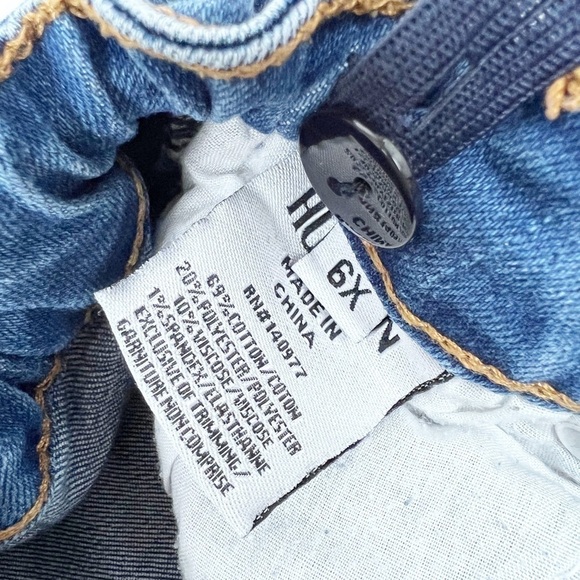 6X
MADE IN
CHINA
RN#140977
69%COTTON/COTON
20%POLYESTER/POLYESTER
10%VISCOSE/VISCOSE
1%SPANDEX/ELASTHANNE
EXCLUSIVE OF TRIMMING/
GARNITURE NON COMPRISE